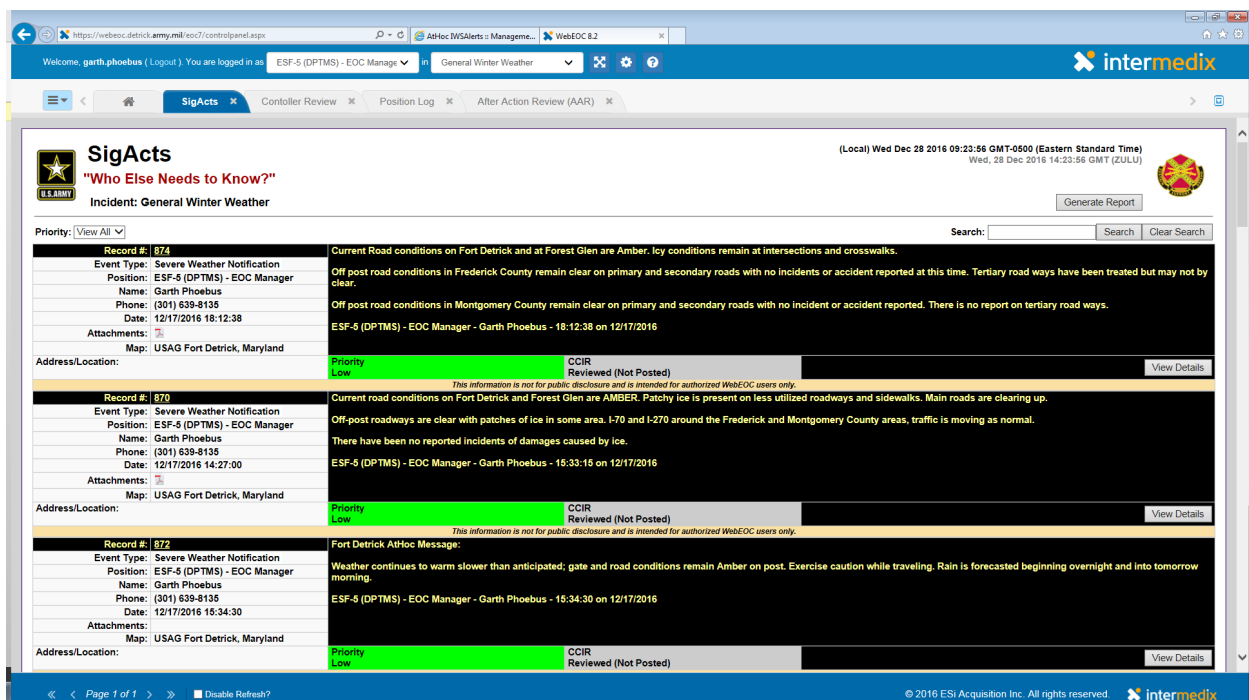 https://webeoc.detrick.army.mil/eoc7/controlpanel.aspx
AtHoc IWSAlerts :: Manageme...
WebEOC 8.2
Welcome, garth.phoebus ( Logout ). You are logged in as ESF-5 (DPTMS) - EOC Manage in General Winter Weather
intermedix
SigActs
Contoller Review
Position Log
After Action Review (AAR)
SigActs
"Who Else Needs to Know?"
Incident: General Winter Weather
U.S.ARMY
(Local) Wed Dec 28 2016 09:23:56 GMT-0500 (Eastern Standard Time)
Wed, 28 Dec 2016 14:23:56 GMT (ZULU)
Generate Report
Priority: View All
Search: Search Clear Search
Record #: 874
Event Type: Severe Weather Notification
Position: ESF-5 (DPTMS) - EOC Manager
Name: Garth Phoebus
Phone: (301) 639-8135
Date: 12/17/2016 18:12:38
Attachments:
Map: USAG Fort Detrick, Maryland
Current Road conditions on Fort Detrick and at Forest Glen are Amber. Icy conditions remain at intersections and crosswalks.
Off post road conditions in Frederick County remain clear on primary and secondary roads with no incidents or accident reported at this time. Tertiary road ways have been treated but may not by
clear.
Off post road conditions in Montgomery County remain clear on primary and secondary roads with no incident or accident reported. There is no report on tertiary road ways.
ESF-5 (DPTMS) - EOC Manager - Garth Phoebus - 18:12:38 on 12/17/2016
Address/Location:
Priority
Low
CCIR
Reviewed (Not Posted)
View Details
This information is not for public disclosure and is intended for authorized WebEOC users only.
Record #: 870
Event Type: Severe Weather Notification
Position: ESF-5 (DPTMS) - EOC Manager
Name: Garth Phoebus
Phone: (301) 639-8135
Date: 12/17/2016 14:27:00
Attachments:
Map: USAG Fort Detrick, Maryland
Current road conditions on Fort Detrick and Forest Glen are AMBER. Patchy ice is present on less utilized roadways and sidewalks. Main roads are clearing up.
Off-post roadways are clear with patches of ice in some area. I-70 and I-270 around the Frederick and Montgomery County areas, traffic is moving as normal.
There have been no reported incidents of damages caused by ice.
ESF-5 (DPTMS) - EOC Manager - Garth Phoebus - 15:33:15 on 12/17/2016
Address/Location:
Priority
Low
CCIR
Reviewed (Not Posted)
View Details
This information is not for public disclosure and is intended for authorized WebEOC users only.
Record #: 872
Event Type: Severe Weather Notification
Position: ESF-5 (DPTMS) - EOC Manager
Name: Garth Phoebus
Phone: (301) 639-8135
Date: 12/17/2016 15:34:30
Attachments:
Map: USAG Fort Detrick, Maryland
Fort Detrick AtHoc Message:
Weather continues to warm slower than anticipated; gate and road conditions remain Amber on post. Exercise caution while traveling. Rain is forecasted beginning overnight and into tomorrow
morning.
ESF-5 (DPTMS) - EOC Manager - Garth Phoebus - 15:34:30 on 12/17/2016
Address/Location:
Priority
Low
CCIR
Reviewed (Not Posted)
View Details
Page 1 of 1
Disable Refresh?
© 2016 ESi Acquisition Inc. All rights reserved.
intermedix